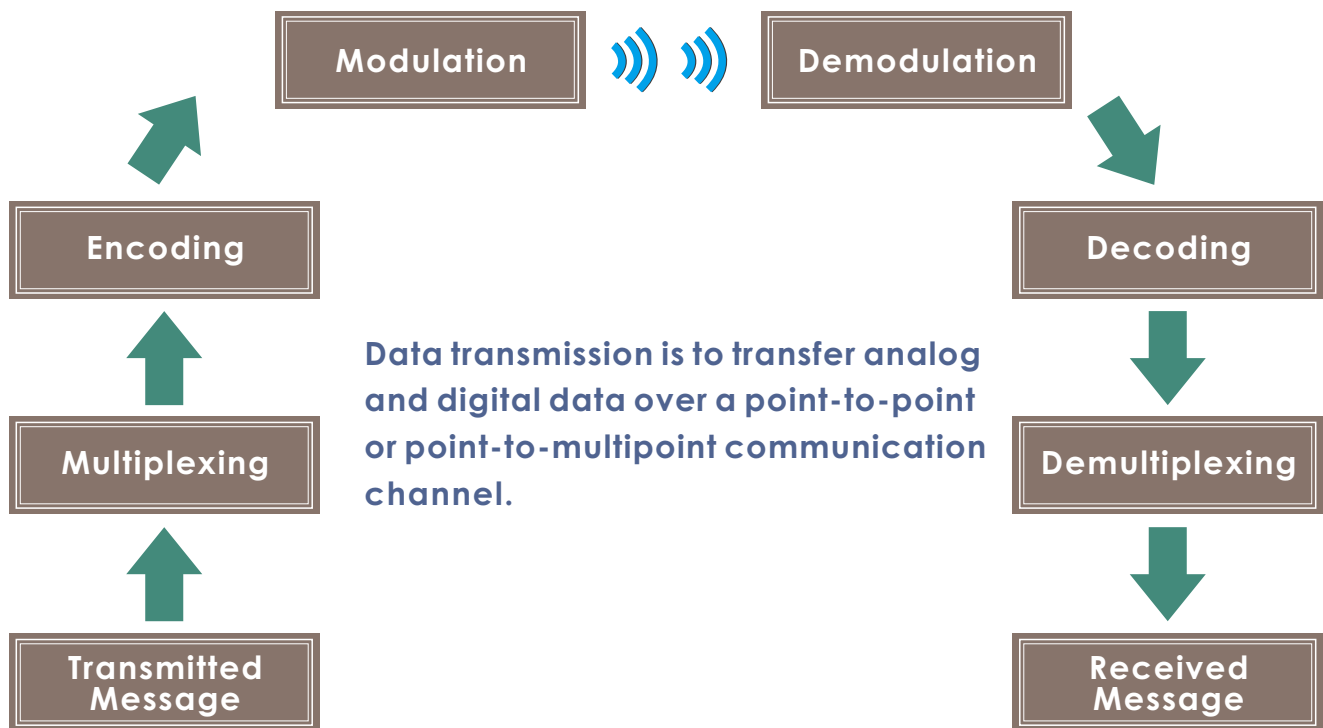 Modulation
Demodulation
Encoding
Decoding
Data transmission is to transfer analog
and digital data over a point-to-point
or point-to-multipoint communication
channel.
Multiplexing
Demultiplexing
Transmitted
Message
Received
Message